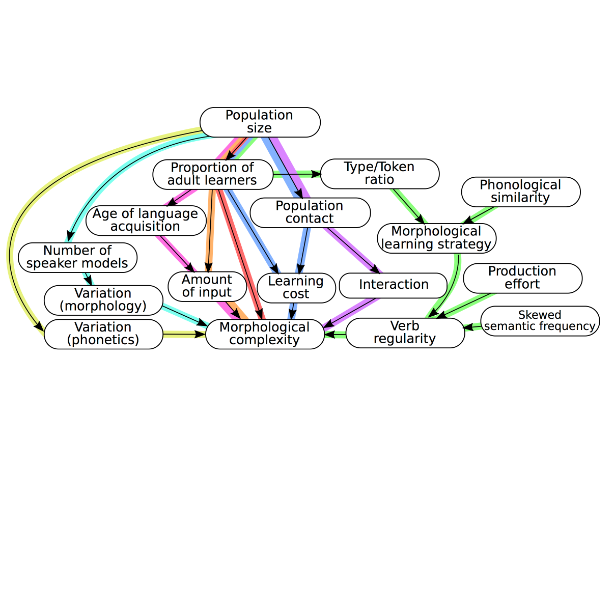 Population
size
Proportion of
adult learners
Type/Token
ratio
Phonological
similarity
Age of language
acquisition
Population
contact
Morphological
learning strategy
Number of
speaker models
Amount
of input
Learning
cost
Interaction
Production
effort
Variation
(morphology)
Skewed
semantic frequency
Variation
(phonetics)
Morphological
complexity
Verb
regularity